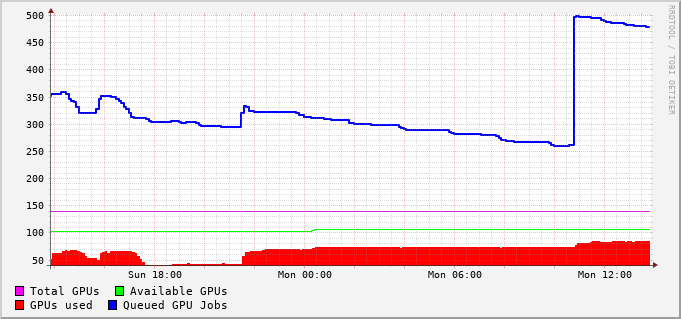 RRDTOOL / TOBI OETIKER
500
450
400
350
300
250
200
150
100
50
Sun 18:00 Mon 00:00 Mon 06:00 Mon 12:00
Total GPUs Available GPUs
GPUs used Queued GPU Jobs